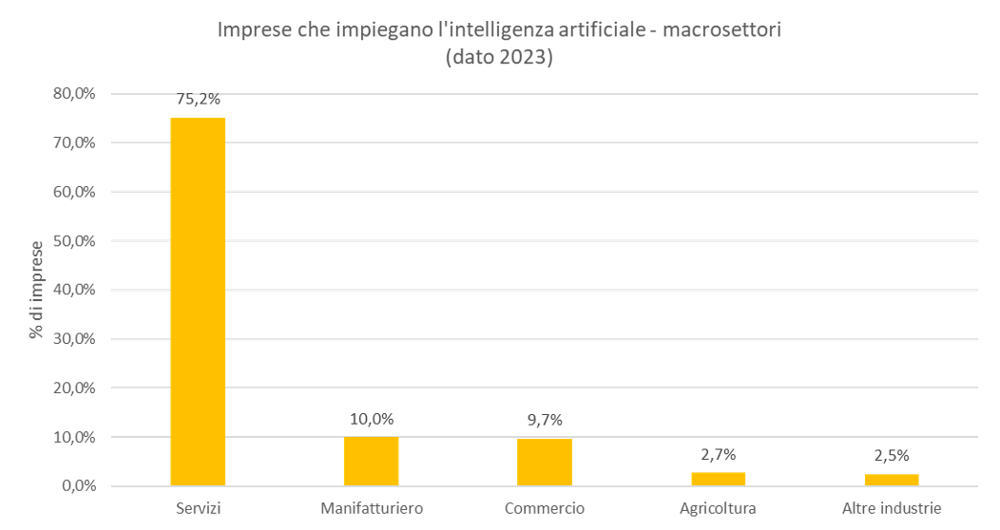 Imprese che impiegano l'intelligenza artificiale - macrosettori
(dato 2023)
80,0%
70,0%
60,0%
50,0%
40,0%
30,0%
20,0%
10,0%
0,0%
% di imprese
75,2%
10,0%
9,7%
2,7%
2,5%
Servizi
Manifatturiero
Commercio
Agricoltura
Altre industrie